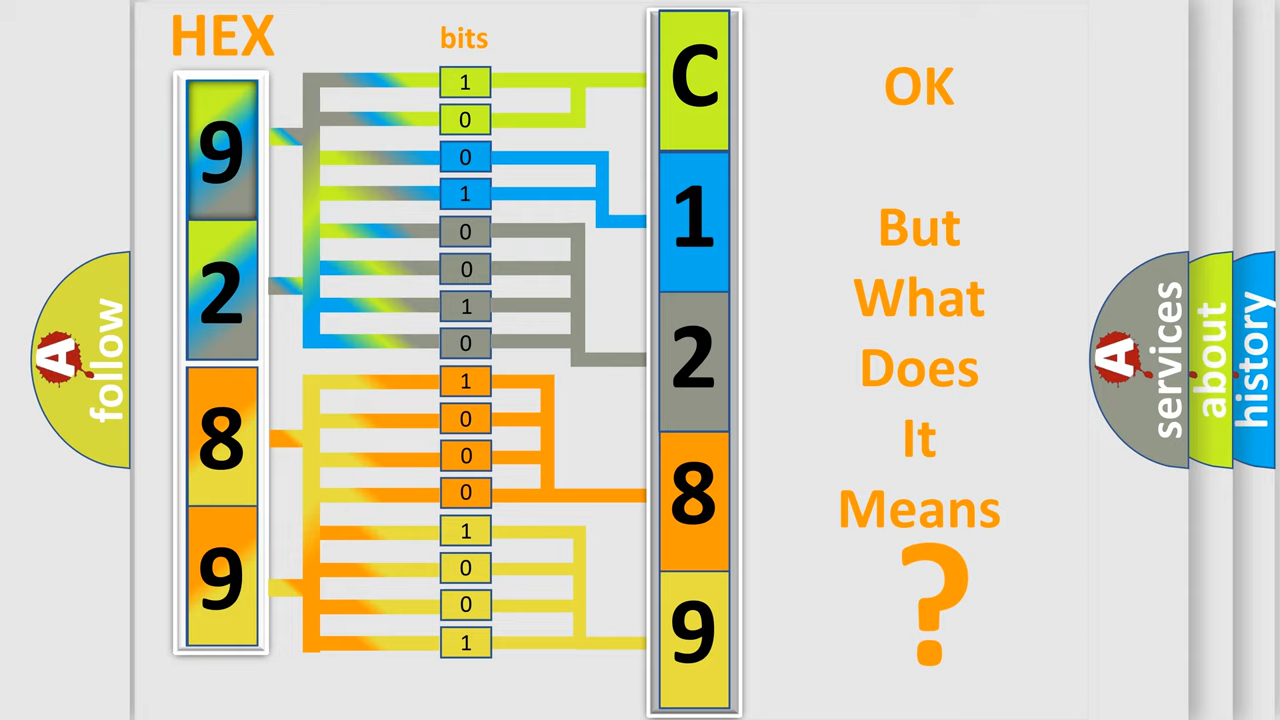 HEX
bits
9
2
8
9
1
0
0
1
0
0
1
0
1
0
0
0
1
0
0
1
C
1
2
8
9
OK
But
What
Does
It
Means
?
A
follow
A
services
about
history